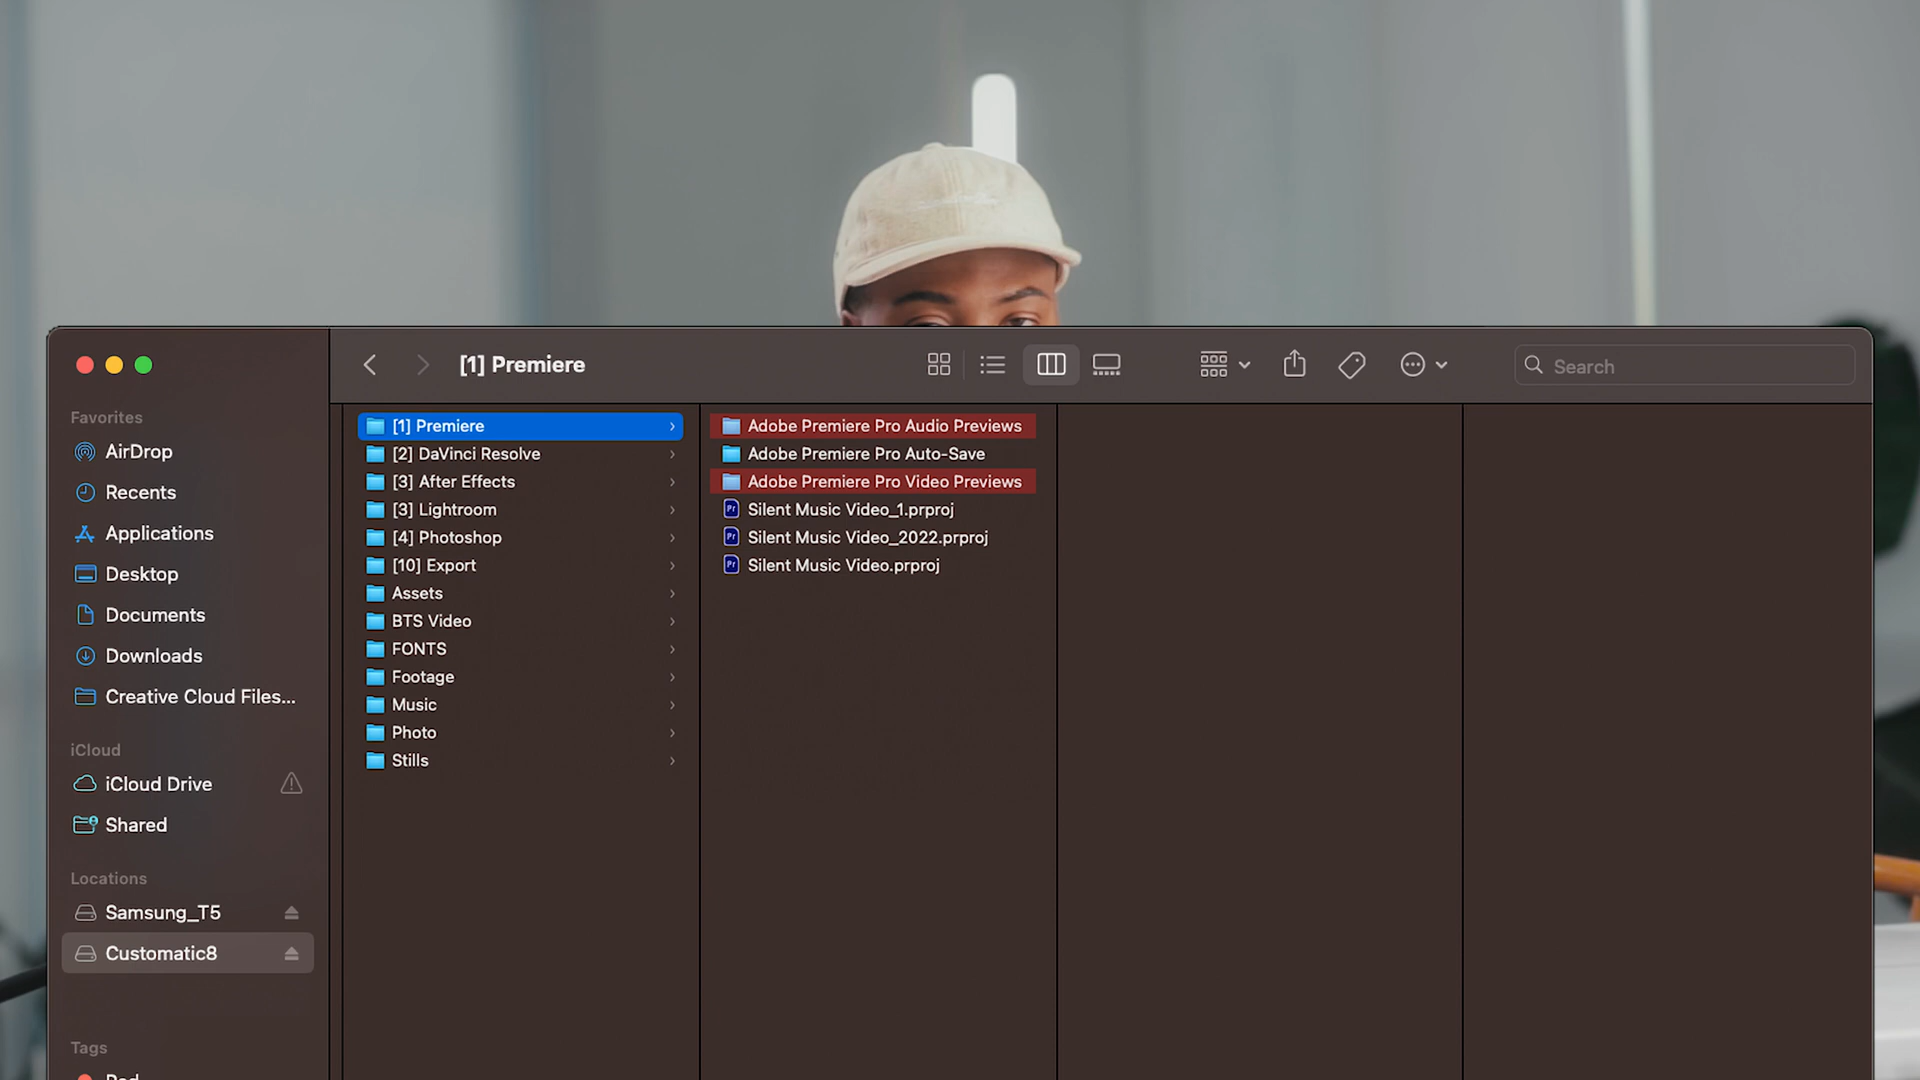 [1] Premiere
Search
Favorites
AirDrop
Recents
Applications
Desktop
Documents
Downloads
Creative Cloud Files...
iCloud
iCloud Drive
Shared
Locations
Samsung_T5
Customatic8
Tags
[1] Premiere
[2] DaVinci Resolve
[3] After Effects
[3] Lightroom
[4] Photoshop
[10] Export
Assets
BTS Video
FONTS
Footage
Music
Photo
Stills
Adobe Premiere Pro Audio Previews
Adobe Premiere Pro Auto-Save
Adobe Premiere Pro Video Previews
Pr Silent Music Video_1.prproj
Pr Silent Music Video_2022.prproj
Pr Silent Music Video.prproj